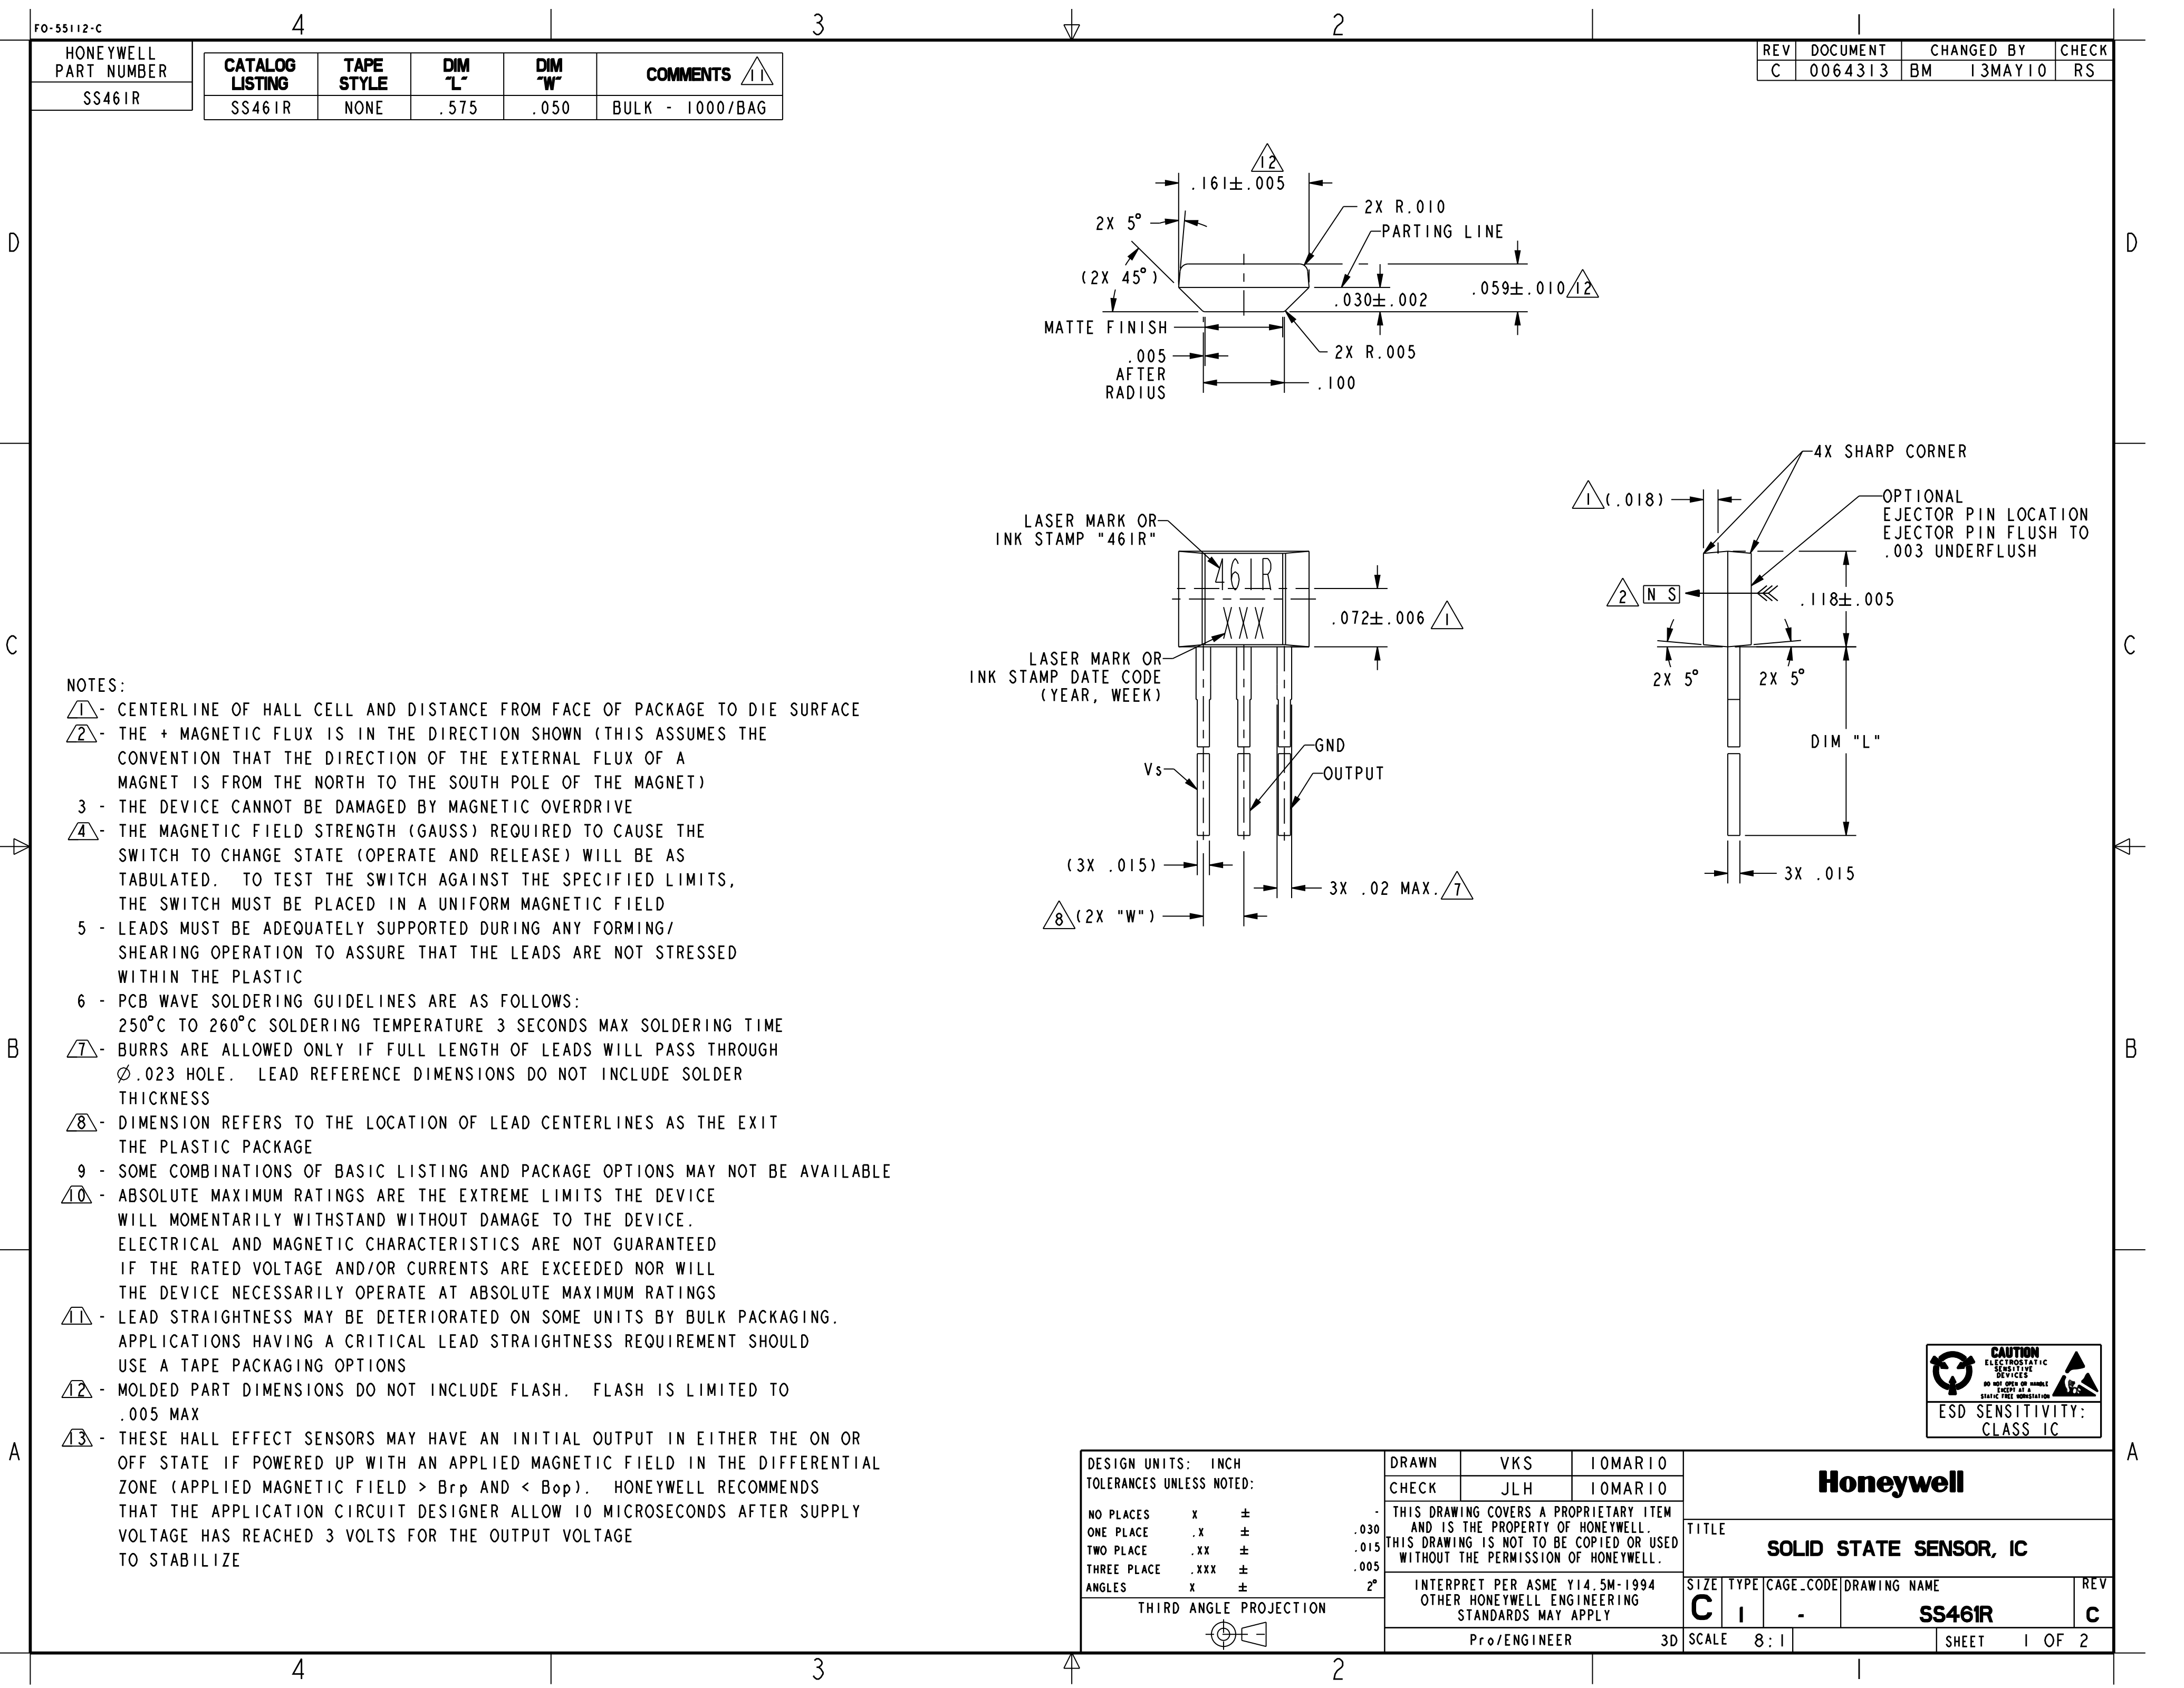 FO-55112-C
4
3
2
1
HONEYWELL
PART NUMBER
SS461R
CATALOG LISTING | TAPE STYLE | DIM "L" | DIM "W" | COMMENTS 11
SS461R | NONE | .575 | .050 | BULK - 1000/BAG
REV | DOCUMENT | CHANGED BY | CHECK
C | 0064313 | BM 13MAY10 | RS
D
D
12
.161±.005
2X 5°
2X R.010
PARTING LINE
(2X 45°)
.030±.002
.059±.010 12
MATTE FINISH
.005
AFTER
RADIUS
2X R.005
.100
4X SHARP CORNER
1 (.018)
OPTIONAL
EJECTOR PIN LOCATION
EJECTOR PIN FLUSH TO
.003 UNDERFLUSH
LASER MARK OR
INK STAMP "461R"
461R
XXX
.072±.006 1
2 N S
.118±.005
C
C
LASER MARK OR
INK STAMP DATE CODE
(YEAR, WEEK)
2X 5°
2X 5°
GND
Vs
OUTPUT
DIM "L"
(3X .015)
3X .02 MAX. 7
8 (2X "W")
3X .015
NOTES:
1 - CENTERLINE OF HALL CELL AND DISTANCE FROM FACE OF PACKAGE TO DIE SURFACE
2 - THE + MAGNETIC FLUX IS IN THE DIRECTION SHOWN (THIS ASSUMES THE
CONVENTION THAT THE DIRECTION OF THE EXTERNAL FLUX OF A
MAGNET IS FROM THE NORTH TO THE SOUTH POLE OF THE MAGNET)
3 - THE DEVICE CANNOT BE DAMAGED BY MAGNETIC OVERDRIVE
4 - THE MAGNETIC FIELD STRENGTH (GAUSS) REQUIRED TO CAUSE THE
SWITCH TO CHANGE STATE (OPERATE AND RELEASE) WILL BE AS
TABULATED. TO TEST THE SWITCH AGAINST THE SPECIFIED LIMITS,
THE SWITCH MUST BE PLACED IN A UNIFORM MAGNETIC FIELD
5 - LEADS MUST BE ADEQUATELY SUPPORTED DURING ANY FORMING/
SHEARING OPERATION TO ASSURE THAT THE LEADS ARE NOT STRESSED
WITHIN THE PLASTIC
6 - PCB WAVE SOLDERING GUIDELINES ARE AS FOLLOWS:
250°C TO 260°C SOLDERING TEMPERATURE 3 SECONDS MAX SOLDERING TIME
7 - BURRS ARE ALLOWED ONLY IF FULL LENGTH OF LEADS WILL PASS THROUGH
Ø.023 HOLE. LEAD REFERENCE DIMENSIONS DO NOT INCLUDE SOLDER
THICKNESS
8 - DIMENSION REFERS TO THE LOCATION OF LEAD CENTERLINES AS THE EXIT
THE PLASTIC PACKAGE
9 - SOME COMBINATIONS OF BASIC LISTING AND PACKAGE OPTIONS MAY NOT BE AVAILABLE
10 - ABSOLUTE MAXIMUM RATINGS ARE THE EXTREME LIMITS THE DEVICE
WILL MOMENTARILY WITHSTAND WITHOUT DAMAGE TO THE DEVICE.
ELECTRICAL AND MAGNETIC CHARACTERISTICS ARE NOT GUARANTEED
IF THE RATED VOLTAGE AND/OR CURRENTS ARE EXCEEDED NOR WILL
THE DEVICE NECESSARILY OPERATE AT ABSOLUTE MAXIMUM RATINGS
11 - LEAD STRAIGHTNESS MAY BE DETERIORATED ON SOME UNITS BY BULK PACKAGING.
APPLICATIONS HAVING A CRITICAL LEAD STRAIGHTNESS REQUIREMENT SHOULD
USE A TAPE PACKAGING OPTIONS
12 - MOLDED PART DIMENSIONS DO NOT INCLUDE FLASH. FLASH IS LIMITED TO
.005 MAX
13 - THESE HALL EFFECT SENSORS MAY HAVE AN INITIAL OUTPUT IN EITHER THE ON OR
OFF STATE IF POWERED UP WITH AN APPLIED MAGNETIC FIELD IN THE DIFFERENTIAL
ZONE (APPLIED MAGNETIC FIELD > Brp AND < Bop). HONEYWELL RECOMMENDS
THAT THE APPLICATION CIRCUIT DESIGNER ALLOW 10 MICROSECONDS AFTER SUPPLY
VOLTAGE HAS REACHED 3 VOLTS FOR THE OUTPUT VOLTAGE
TO STABILIZE
B
B
A
A
CAUTION
ELECTROSTATIC
SENSITIVE
DEVICES
DO NOT OPEN OR HANDLE
EXCEPT AT A
STATIC FREE WORKSTATION
ESD SENSITIVITY:
CLASS 1C
DESIGN UNITS: INCH
TOLERANCES UNLESS NOTED:
NO PLACES X ± -
ONE PLACE .X ± .030
TWO PLACE .XX ± .015
THREE PLACE .XXX ± .005
ANGLES X ± 2°
THIRD ANGLE PROJECTION
DRAWN | VKS | 10MAR10
CHECK | JLH | 10MAR10
THIS DRAWING COVERS A PROPRIETARY ITEM
AND IS THE PROPERTY OF HONEYWELL.
THIS DRAWING IS NOT TO BE COPIED OR USED
WITHOUT THE PERMISSION OF HONEYWELL.
INTERPRET PER ASME Y14.5M-1994
OTHER HONEYWELL ENGINEERING
STANDARDS MAY APPLY
Pro/ENGINEER 3D
Honeywell
TITLE
SOLID STATE SENSOR, IC
SIZE | TYPE | CAGE_CODE | DRAWING NAME | REV
C | 1 | - | SS461R | C
SCALE 8:1 | SHEET 1 OF 2
4
3
2
1